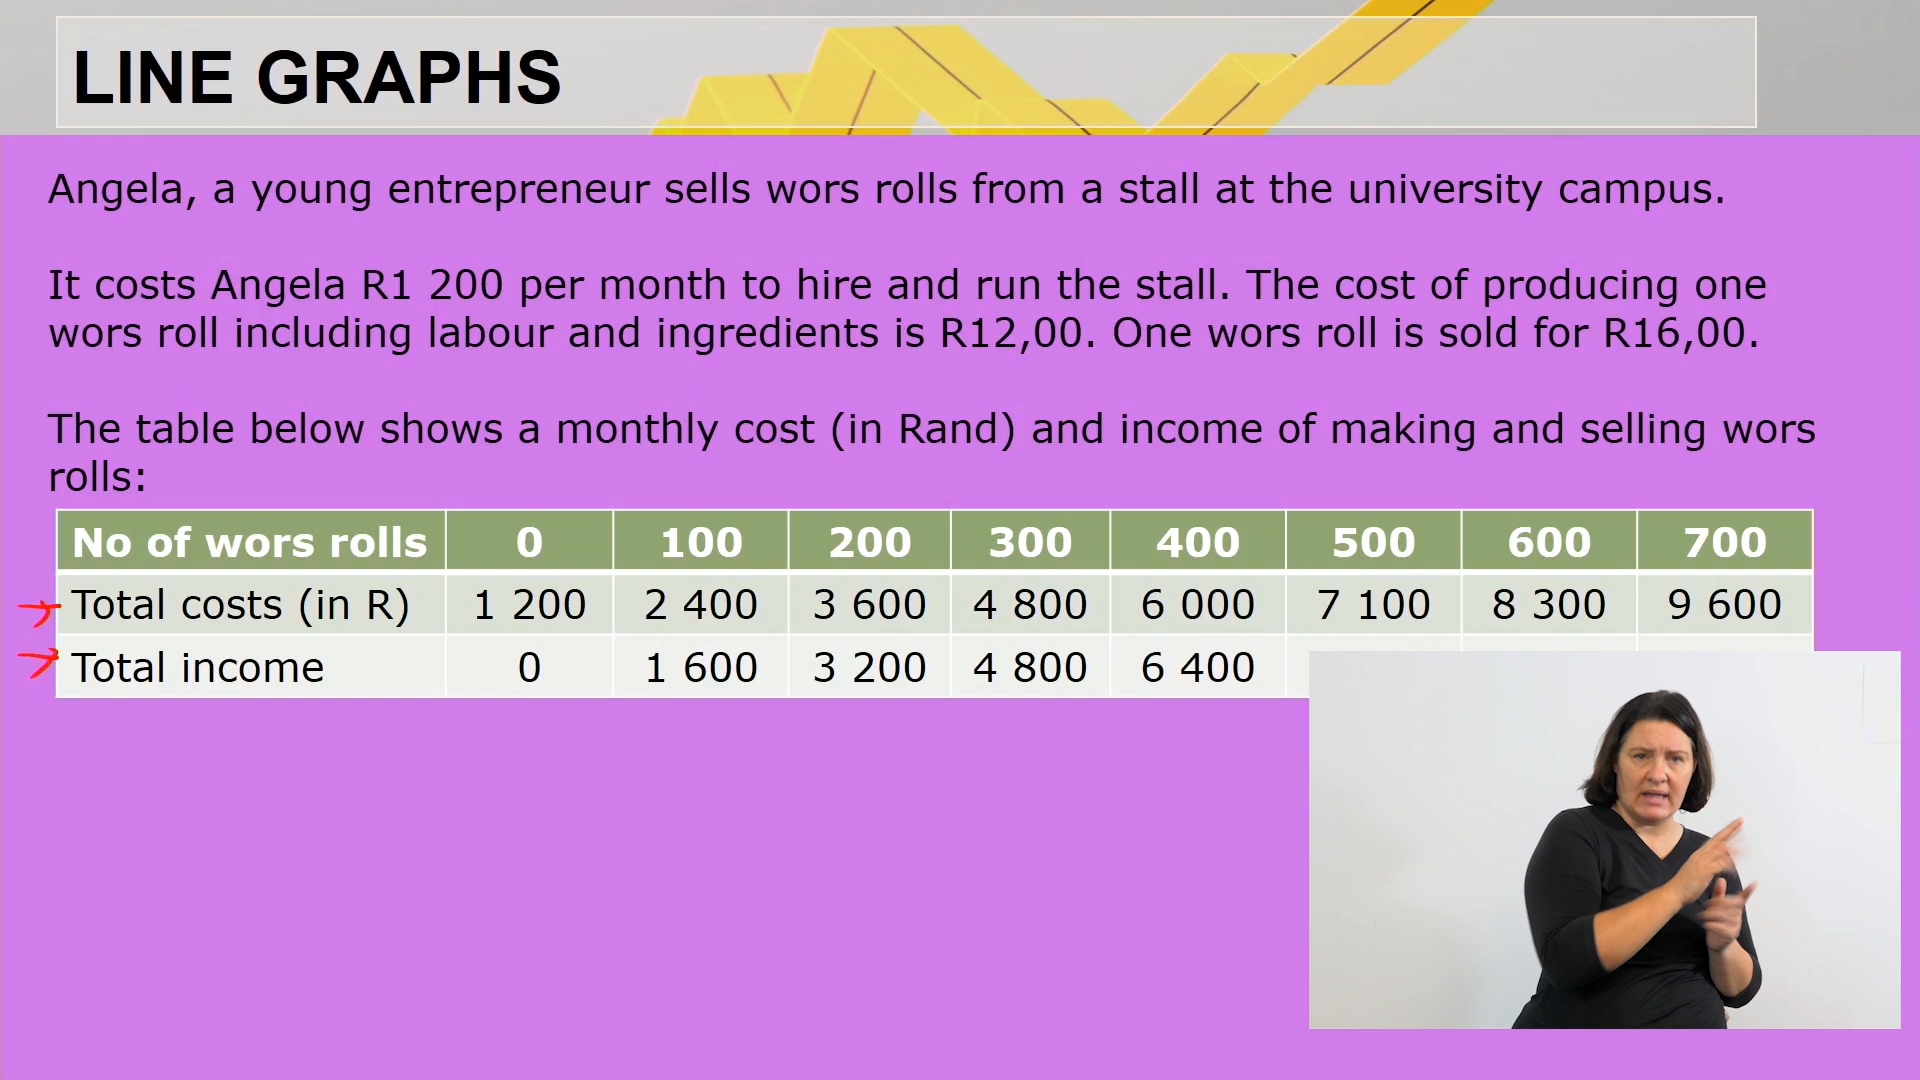 LINE GRAPHS
Angela, a young entrepreneur sells wors rolls from a stall at the university campus.
It costs Angela R1 200 per month to hire and run the stall. The cost of producing one
wors roll including labour and ingredients is R12,00. One wors roll is sold for R16,00.
The table below shows a monthly cost (in Rand) and income of making and selling wors
rolls:
No of wors rolls 0 100 200 300 400 500 600 700
Total costs (in R) 1 200 2 400 3 600 4 800 6 000 7 100 8 300 9 600
Total income 0 1 600 3 200 4 800 6 400